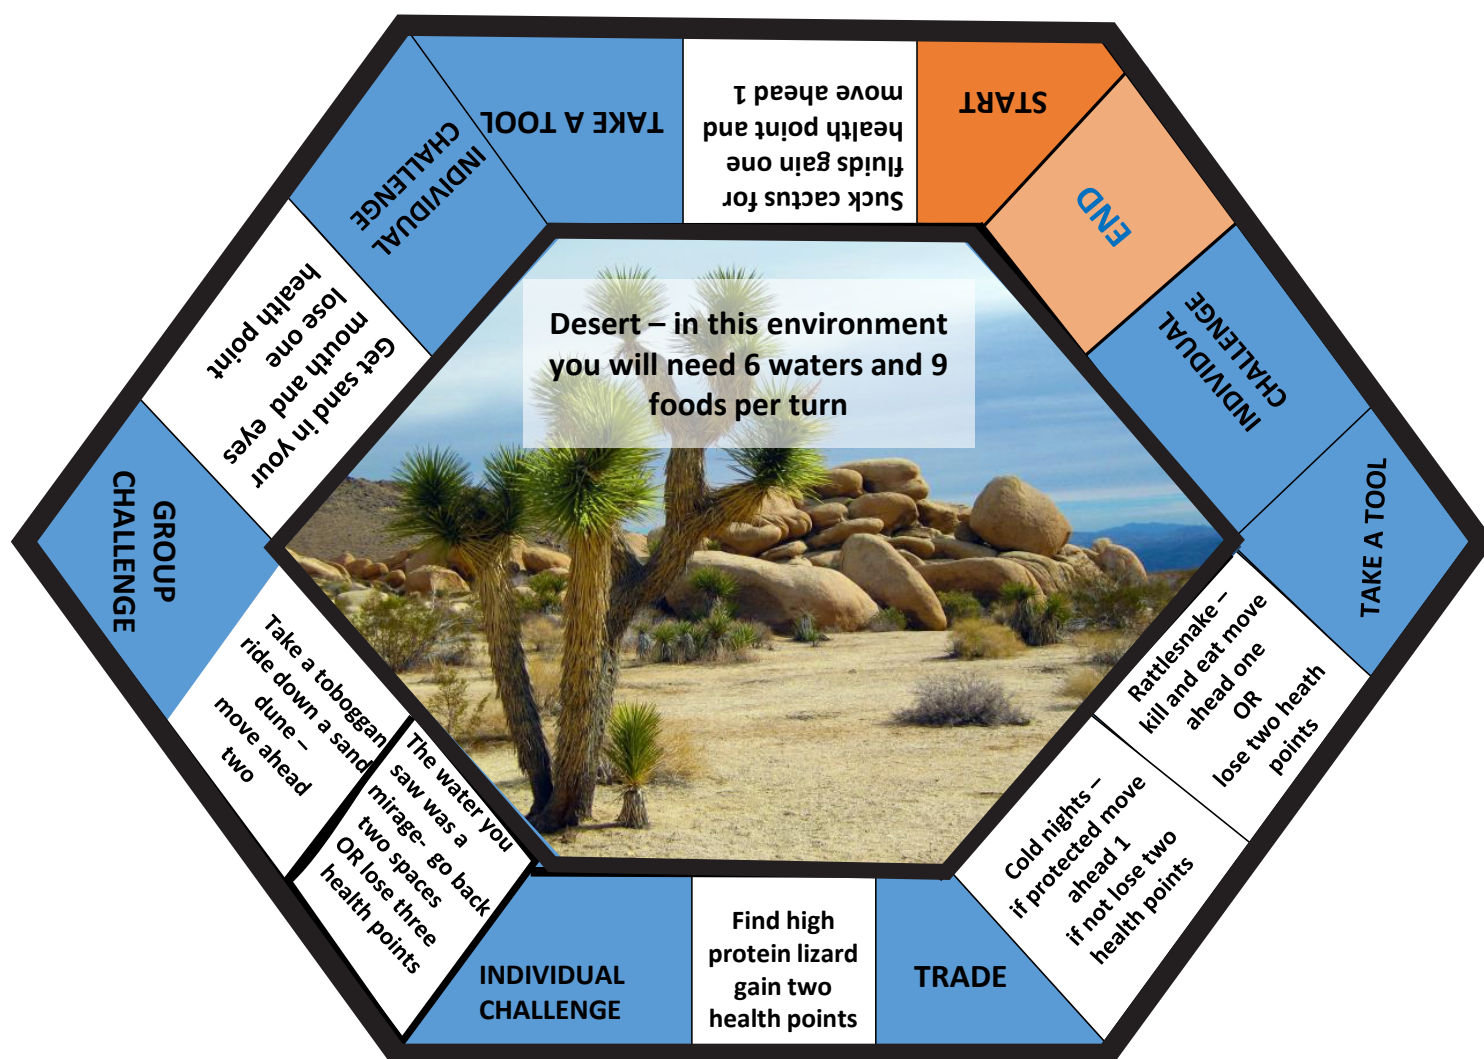 START
Suck cactus for
fluids gain one
health point and
move ahead 1
TAKE A TOOL
INDIVIDUAL
CHALLENGE
Get sand in your
mouth and eyes
lose one
health point
GROUP
CHALLENGE
Take a toboggan
ride down a sand
dune –
move ahead
two
The water you
saw was a
mirage- go back
two spaces
OR lose three
health points
INDIVIDUAL
CHALLENGE
Find high
protein lizard
gain two
health points
TRADE
Cold nights –
if protected move
ahead 1
if not lose two
health points
Rattlesnake –
kill and eat move
ahead one
OR
lose two heath
points
TAKE A TOOL
INDIVIDUAL
CHALLENGE
END
Desert – in this environment
you will need 6 waters and 9
foods per turn